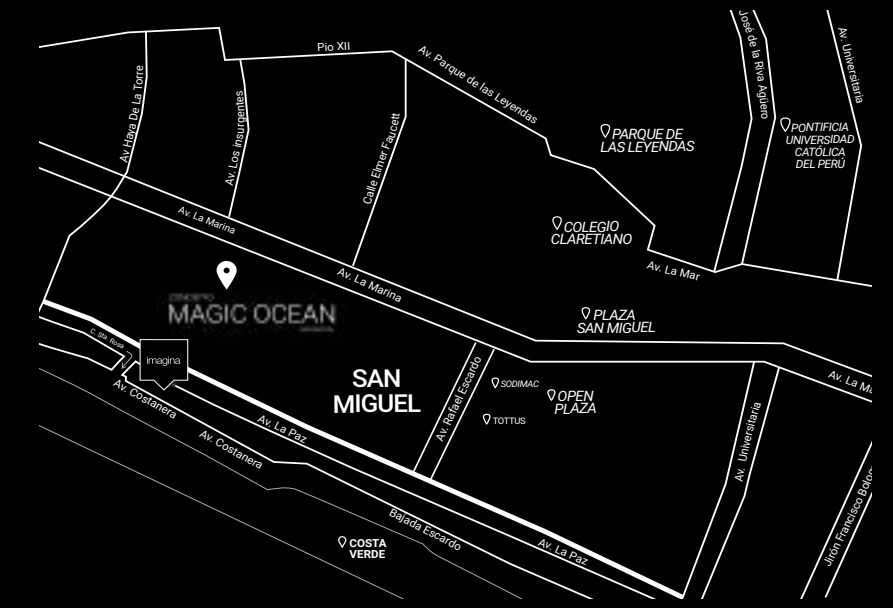 Pio XII
Av. Parque de las Leyendas
José de la Riva Agüero
Av. Universitaria
Av Haya De La Torre
Av. Los insurgentes
Calle Elmer Faucett
PARQUE DE
LAS LEYENDAS
PONTIFICIA
UNIVERSIDAD
CATÓLICA
DEL PERÚ
Av. La Marina
COLEGIO
CLARETIANO
Av. La Mar
Av. La Marina
CONCEPTO
MAGIC OCEAN
PLAZA
SAN MIGUEL
C. Sta. Rosa
imagina
SAN
MIGUEL
Av. Rafael Escardo
SODIMAC
OPEN
PLAZA
TOTTUS
Av. La Ma
Av. Costanera
Av. La Paz
Av. Costanera
Av. Universitaria
Jirón Francisco Bolo
Bajada Escardo
COSTA
VERDE
Av. La Paz